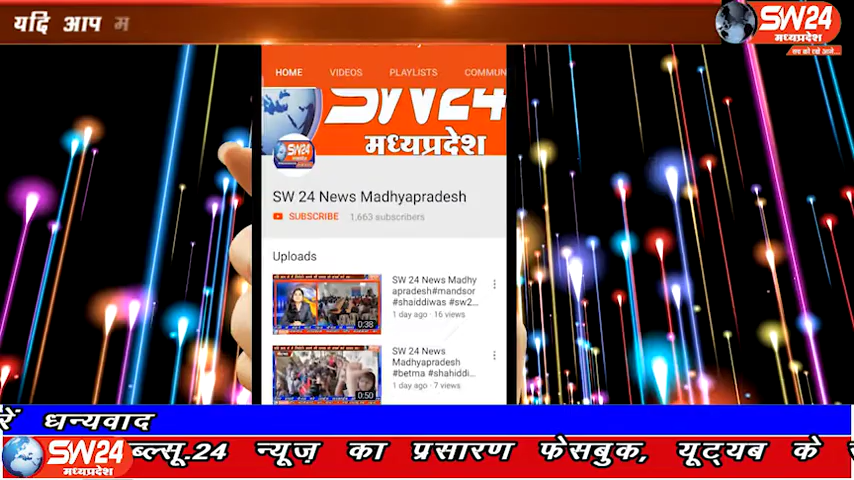 यदि आप म
SW24
मध्यप्रदेश
HOME VIDEOS PLAYLISTS COMMUN
SW24
मध्यप्रदेश
SW24
SW 24 News Madhyapradesh
SUBSCRIBE 1,663 subscribers
Uploads
SW 24 News Madhy
apradesh#mandsor
#shaiddiwas #sw2...
1 day ago · 16 views
0:38
SW 24 News
Madhyapradesh
#betma #shahiddi...
1 day ago · 7 views
0:50
रें धन्यवाद
SW24
मध्यप्रदेश
ब्ल्सू.24 न्यूज़ का प्रसारण फेसबुक, यूट्यब के